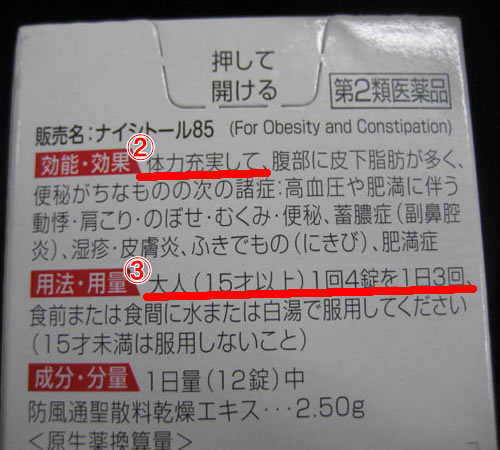 押して
開ける
第2類医薬品
販売名:ナイシトール85 (For Obesity and Constipation)
②
効能・効果 体力充実して、腹部に皮下脂肪が多く、
便秘がちなものの次の諸症:高血圧や肥満に伴う
動悸・肩こり・のぼせ・むくみ・便秘、蓄膿症(副鼻腔
炎)、湿疹・皮膚炎、ふきでもの(にきび)、肥満症
③
用法・用量 大人(15才以上)1回4錠を1日3回、
食前または食間に水または白湯で服用してください
(15才未満は服用しないこと)
成分・分量 1日量(12錠)中
防風通聖散料乾燥エキス・・・2.50g
<原生薬換算量>